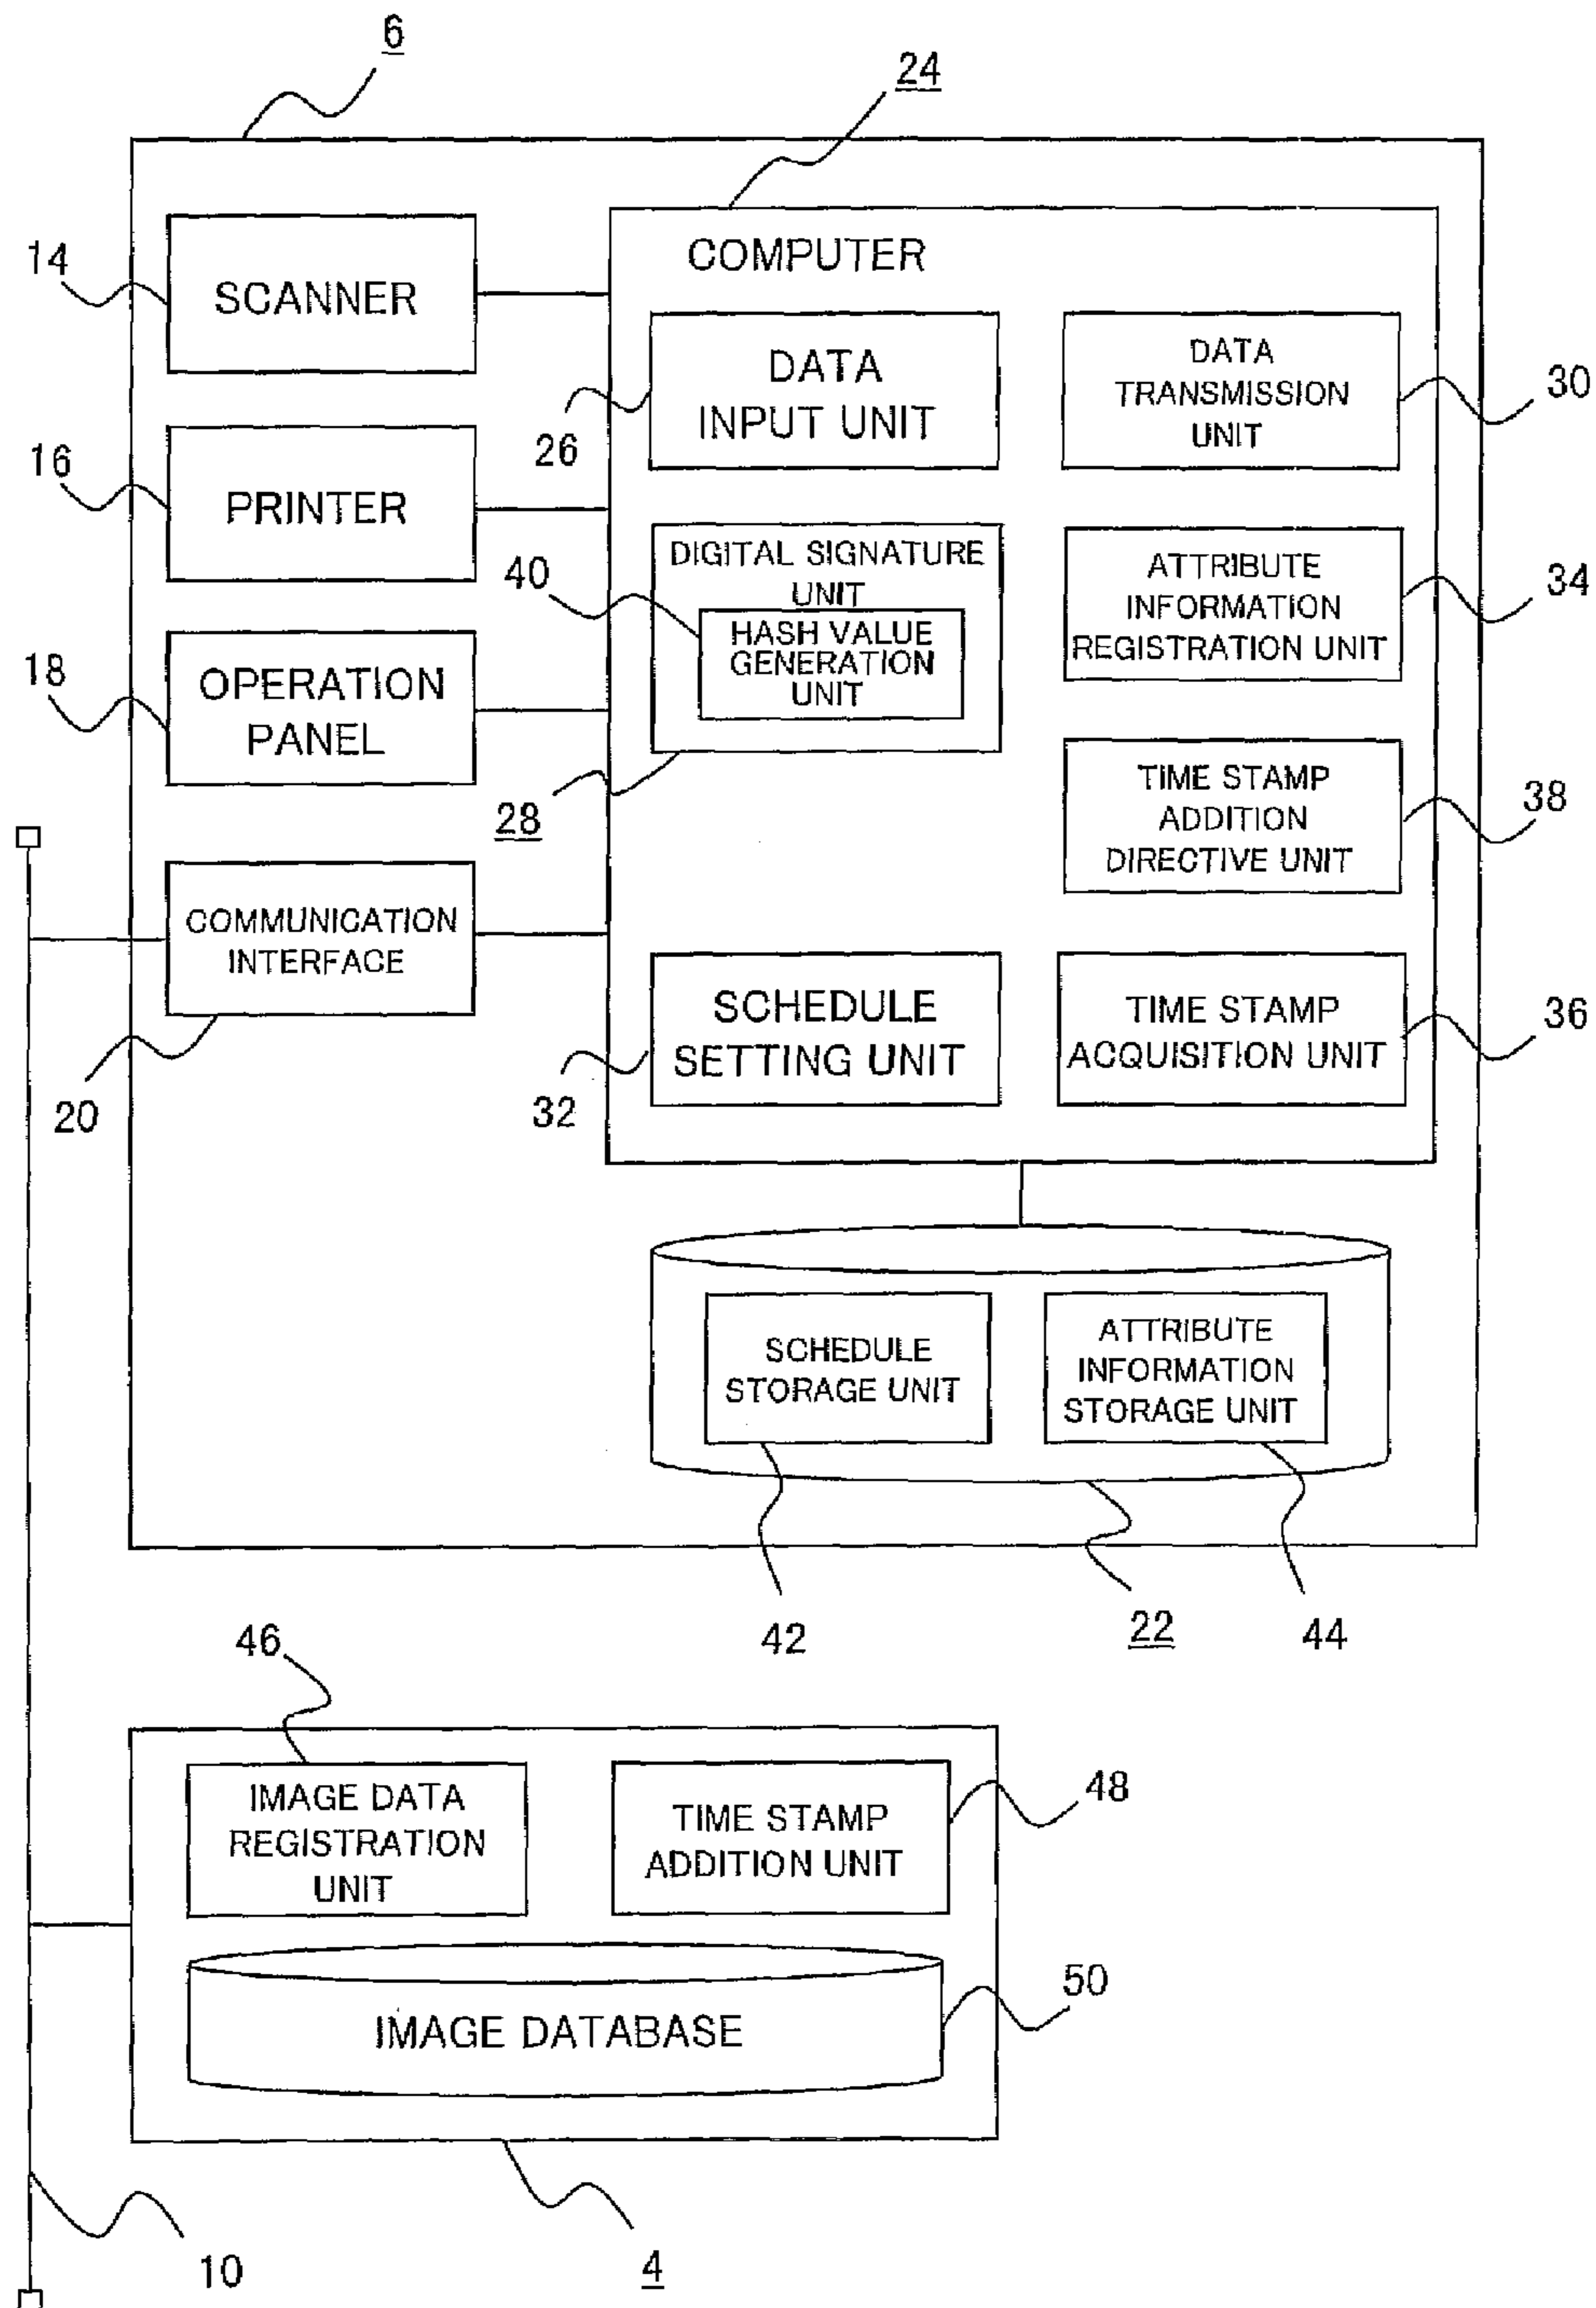 6
24
14
SCANNER
COMPUTER
DATA
INPUT UNIT
26
DATA
TRANSMISSION
UNIT
30
16
PRINTER
DIGITAL SIGNATURE
UNIT
40
HASH VALUE
GENERATION
UNIT
28
ATTRIBUTE
INFORMATION
REGISTRATION UNIT
34
18
OPERATION
PANEL
TIME STAMP
ADDITION
DIRECTIVE UNIT
38
COMMUNICATION
INTERFACE
20
SCHEDULE
SETTING UNIT
32
TIME STAMP
ACQUISITION UNIT
36
SCHEDULE
STORAGE UNIT
ATTRIBUTE
INFORMATION
STORAGE UNIT
42
22
44
46
IMAGE DATA
REGISTRATION
UNIT
TIME STAMP
ADDITION UNIT
48
IMAGE DATABASE
50
10
4